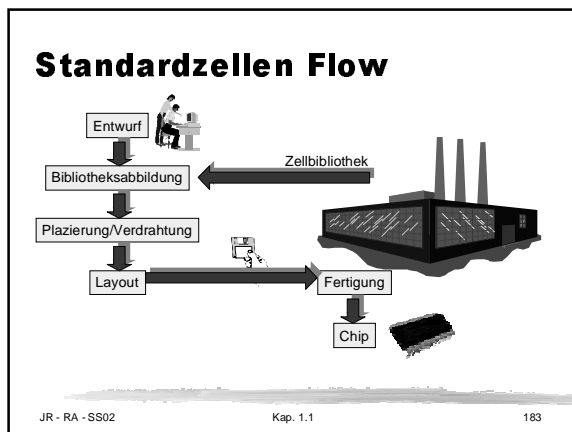 Standardzellen Flow
Entwurf
Zellbibliothek
Bibliotheksabbildung
Plazierung/Verdrahtung
Layout
Fertigung
Chip
JR - RA - SS02
Kap. 1.1
183